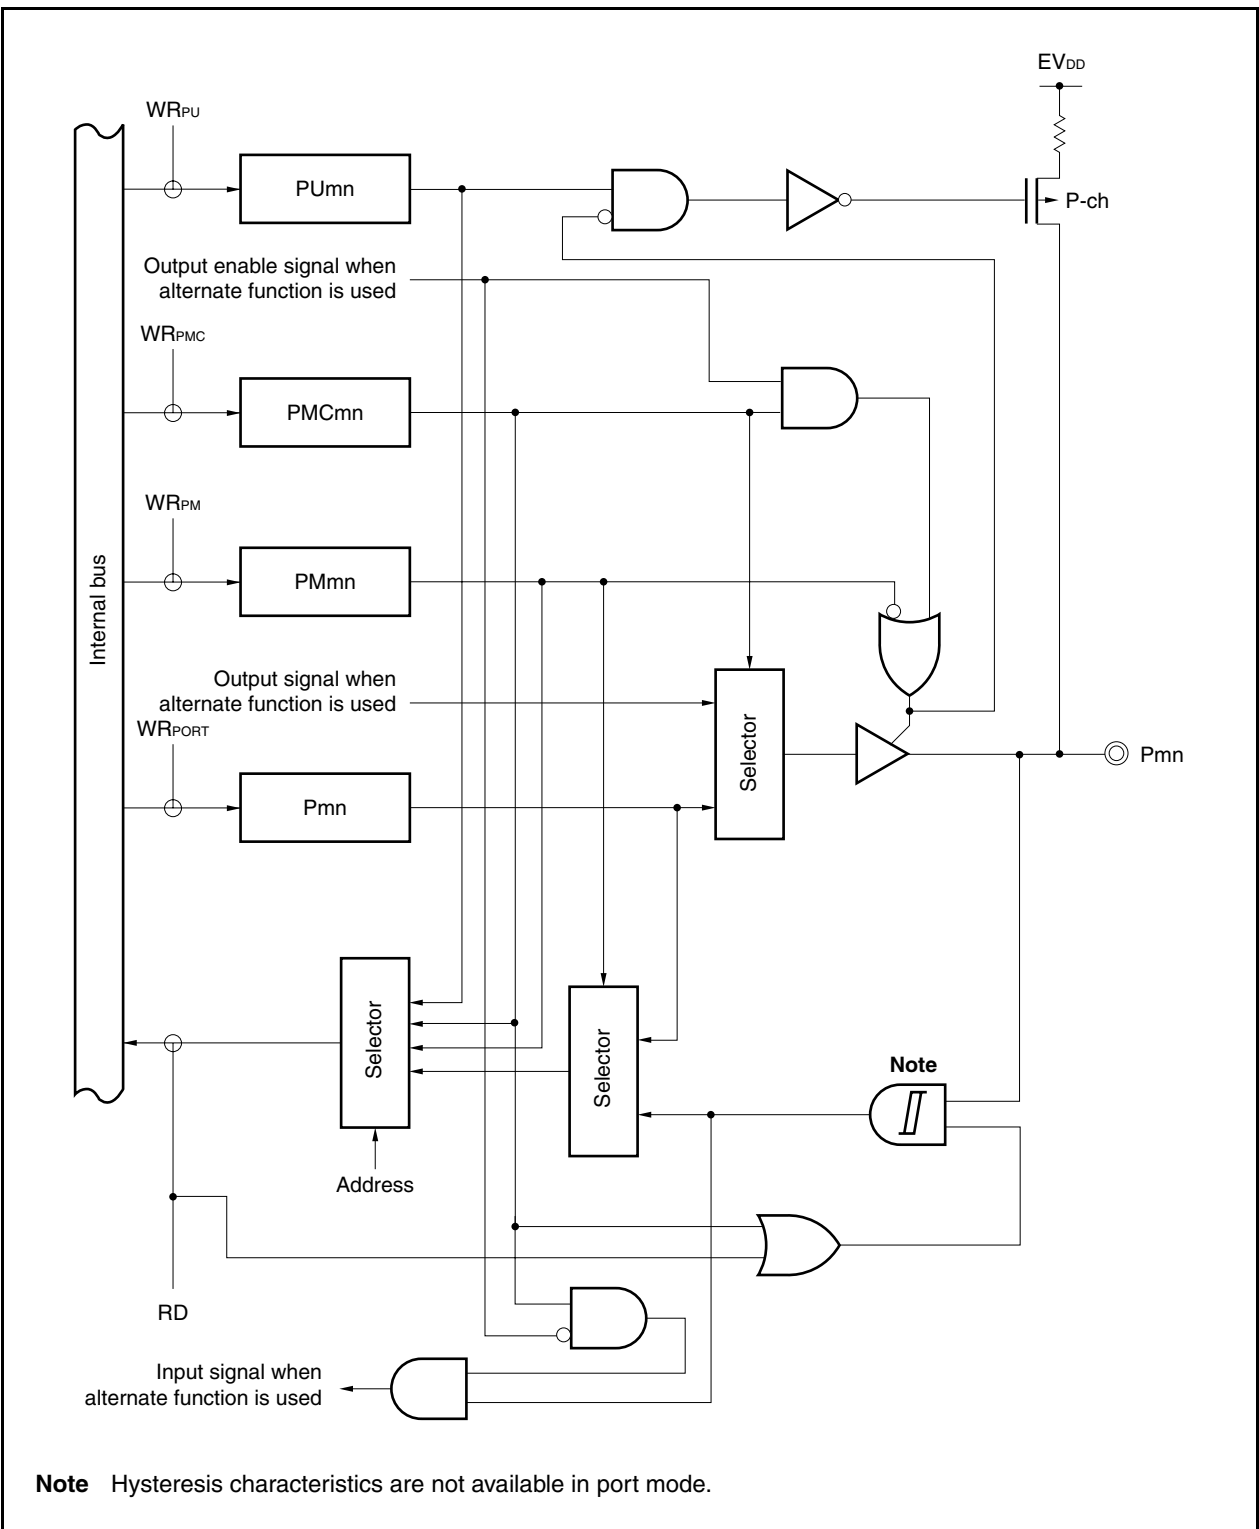 EVDD
WRPU
PUmn
P-ch
Output enable signal when
alternate function is used
WRPMC
PMCmn
WRPM
PMmn
Internal bus
Output signal when
alternate function is used
WRPORT
Selector
Pmn
Pmn
Selector
Selector
Note
Address
RD
Input signal when
alternate function is used
Note Hysteresis characteristics are not available in port mode.